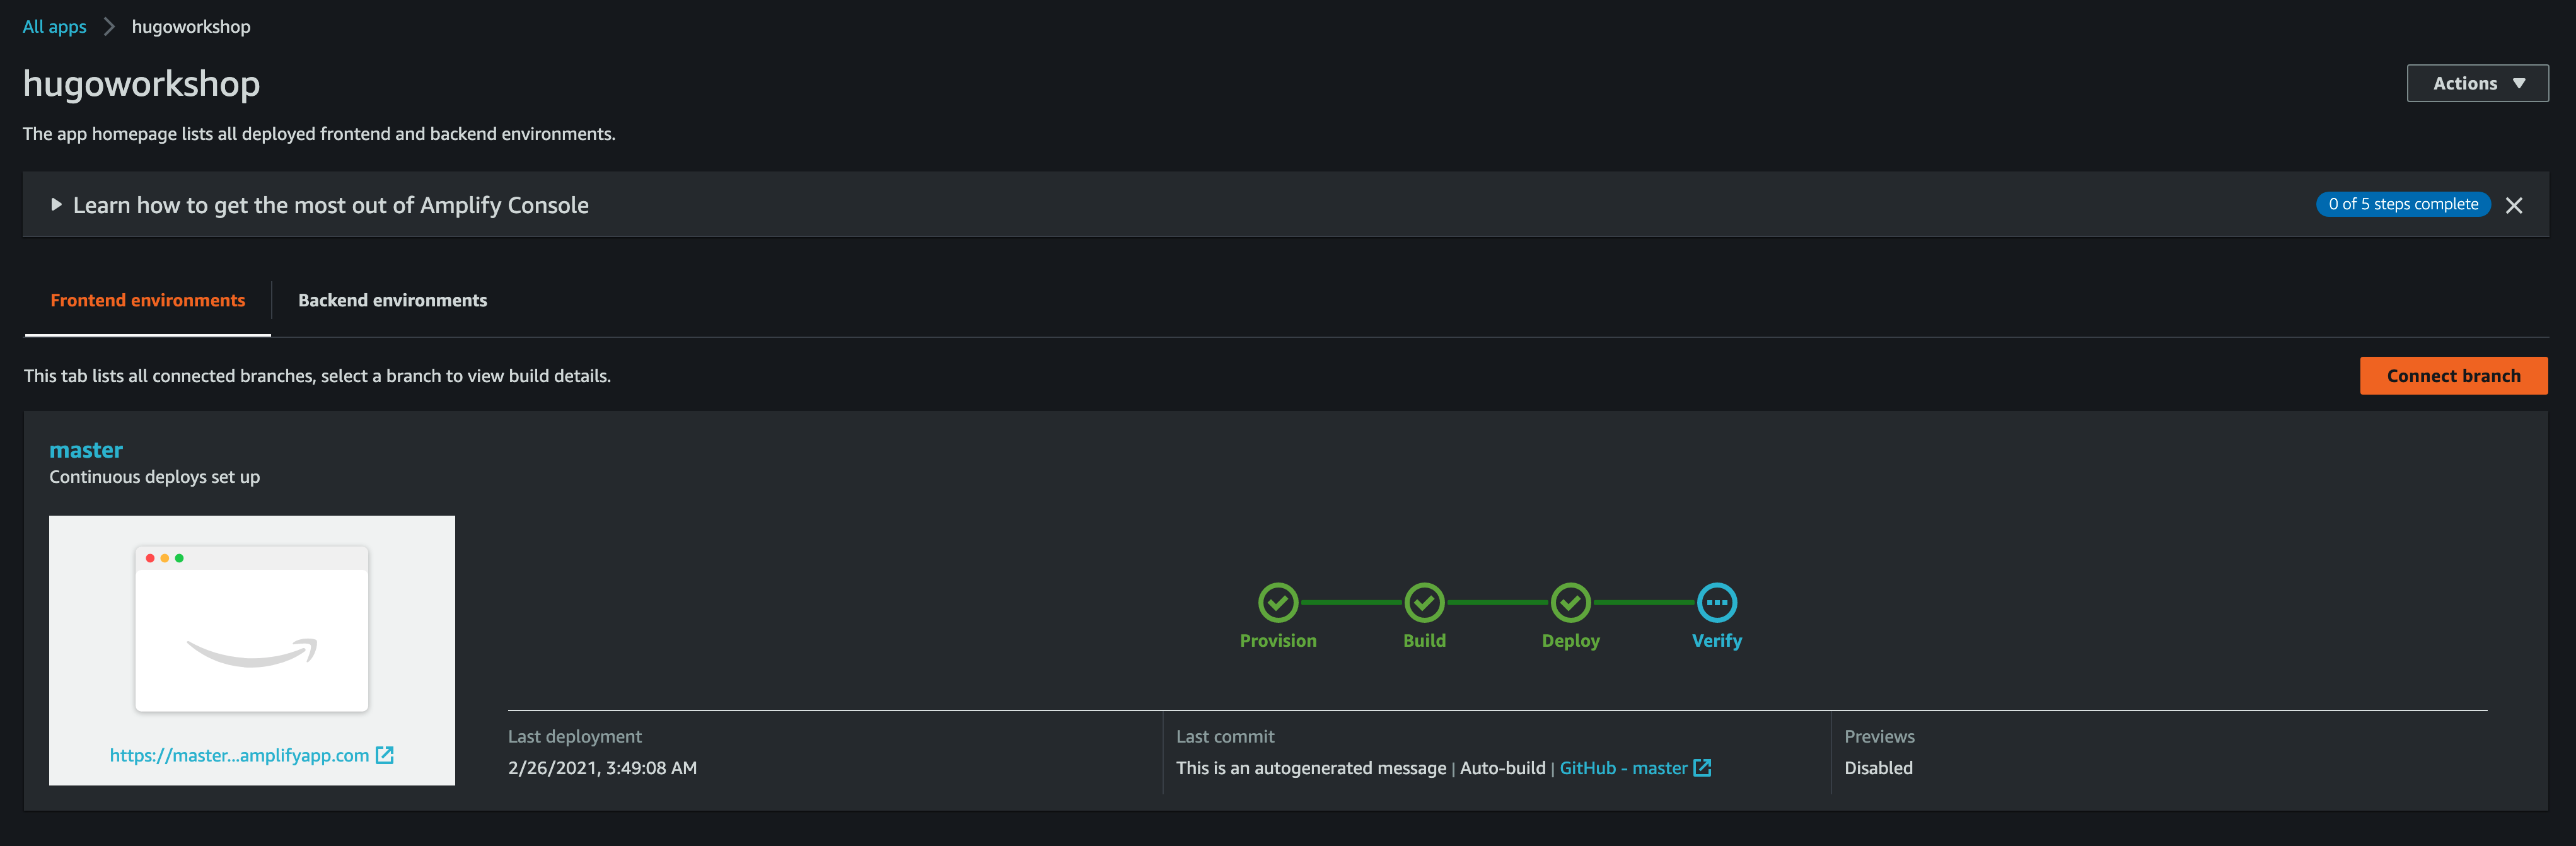 All apps > hugoworkshop
hugoworkshop
Actions
The app homepage lists all deployed frontend and backend environments.
Learn how to get the most out of Amplify Console
0 of 5 steps complete
Frontend environments
Backend environments
This tab lists all connected branches, select a branch to view build details.
Connect branch
master
Continuous deploys set up
https://master...amplifyapp.com
Provision
Build
Deploy
Verify
Last deployment
2/26/2021, 3:49:08 AM
Last commit
This is an autogenerated message | Auto-build | GitHub - master
Previews
Disabled